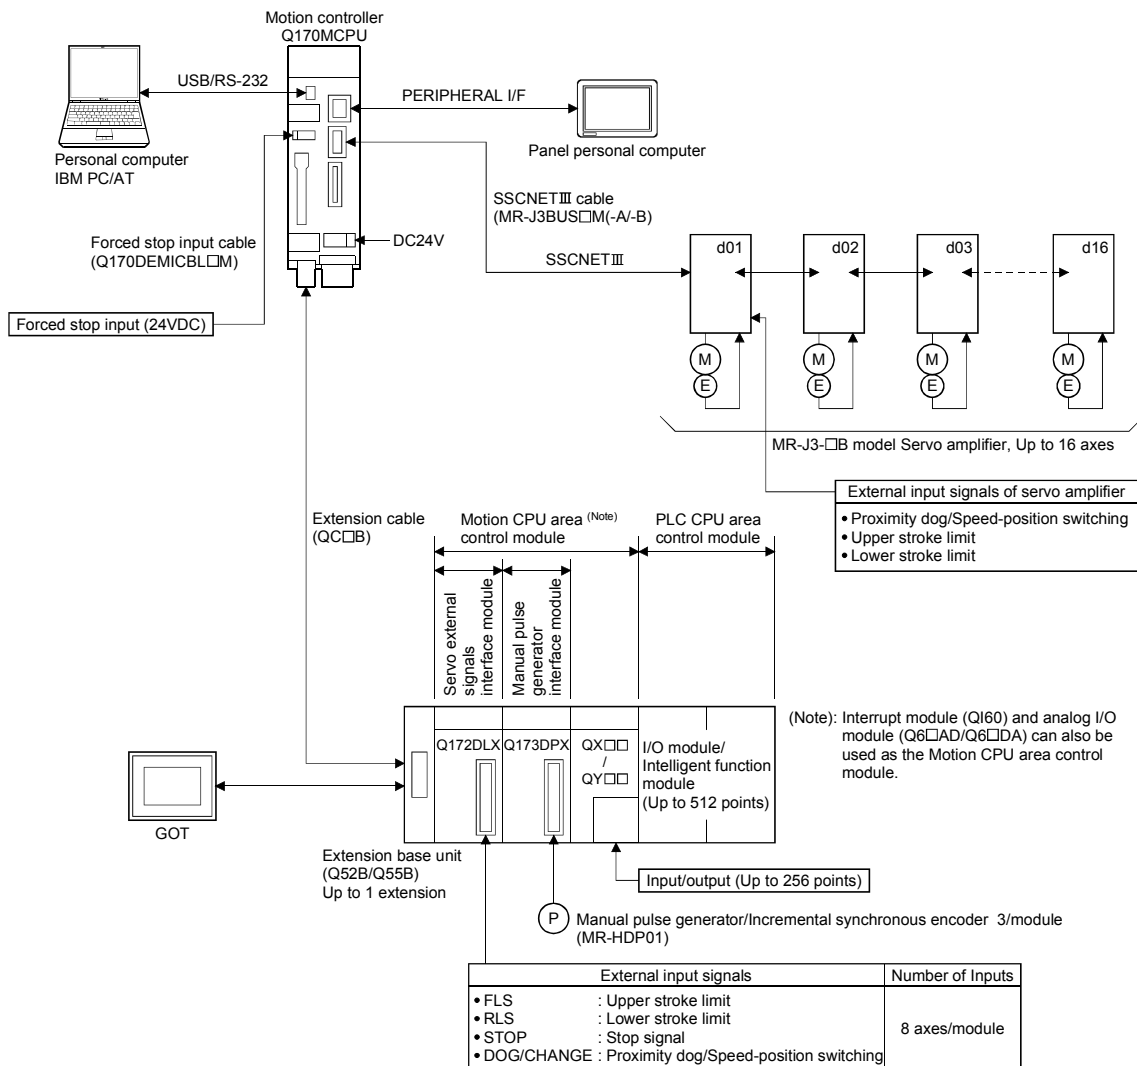 Motion controller
Q170MCPU
USB/RS-232
PERIPHERAL I/F
Personal computer
IBM PC/AT
Panel personal computer
SSCNETⅢ cable
(MR-J3BUS□M(-A/-B)
Forced stop input cable
(Q170DEMICBL□M)
DC24V
SSCNETⅢ
d01
d02
d03
d16
Forced stop input (24VDC)
M
E
M
E
M
E
M
E
MR-J3-□B model Servo amplifier, Up to 16 axes
External input signals of servo amplifier
• Proximity dog/Speed-position switching
• Upper stroke limit
• Lower stroke limit
Extension cable
(QC□B)
Motion CPU area (Note)
control module
PLC CPU area
control module
Servo external
signals
interface module
Manual pulse
generator
interface module
(Note): Interrupt module (QI60) and analog I/O
module (Q6□AD/Q6□DA) can also be
used as the Motion CPU area control
module.
Q172DLX
Q173DPX
QX□□
/
QY□□
I/O module/
Intelligent function
module
(Up to 512 points)
GOT
Extension base unit
(Q52B/Q55B)
Up to 1 extension
Input/output (Up to 256 points)
P
Manual pulse generator/Incremental synchronous encoder 3/module
(MR-HDP01)
External input signals
Number of Inputs
• FLS : Upper stroke limit
• RLS : Lower stroke limit
• STOP : Stop signal
• DOG/CHANGE : Proximity dog/Speed-position switching
8 axes/module